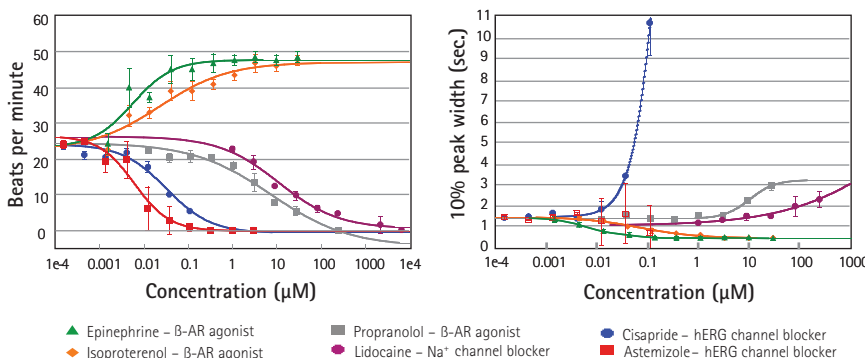 60
50
40
30
20
10
0
Beats per minute
1e-4 0.001 0.01 0.1 1 10 100 1000 1e4
Concentration (µM)
11
10
9
8
7
6
5
4
3
2
1
0
10% peak width (sec.)
1e-4 0.001 0.01 0.1 1 10 100 1000
Concentration (µM)
Epinephrine – ß-AR agonist
Isoproterenol – ß-AR agonist
Propranolol – ß-AR agonist
Lidocaine – Na⁺ channel blocker
Cisapride – hERG channel blocker
Astemizole – hERG channel blocker